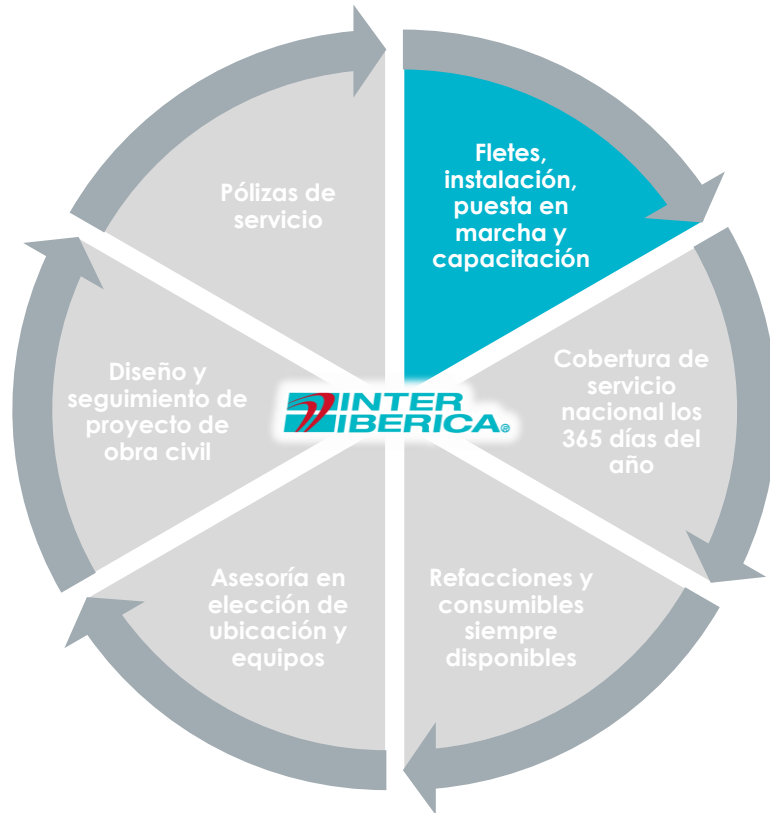 Fletes,
instalación,
puesta en
marcha y
capacitación
Cobertura de
servicio
nacional los
365 días del
año
Refacciones y
consumibles
siempre
disponibles
Asesoría en
elección de
ubicación y
equipos
Diseño y
seguimiento de
proyecto de
obra civil
Pólizas de
servicio
INTER
IBERICA®